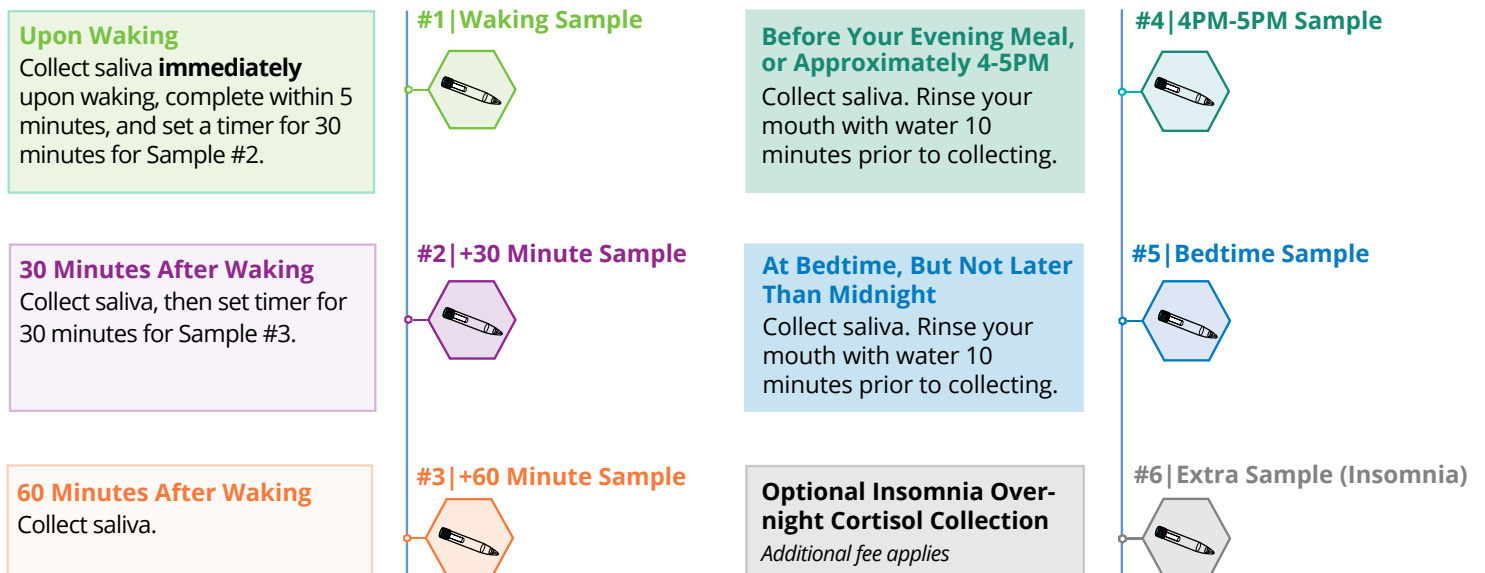 Upon Waking
Collect saliva immediately
upon waking, complete within 5
minutes, and set a timer for 30
minutes for Sample #2.
#1|Waking Sample
30 Minutes After Waking
Collect saliva, then set timer for
30 minutes for Sample #3.
#2|+30 Minute Sample
60 Minutes After Waking
Collect saliva.
#3|+60 Minute Sample
Before Your Evening Meal,
or Approximately 4-5PM
Collect saliva. Rinse your
mouth with water 10
minutes prior to collecting.
#4|4PM-5PM Sample
At Bedtime, But Not Later
Than Midnight
Collect saliva. Rinse your
mouth with water 10
minutes prior to collecting.
#5|Bedtime Sample
Optional Insomnia Over-
night Cortisol Collection
Additional fee applies
#6|Extra Sample (Insomnia)